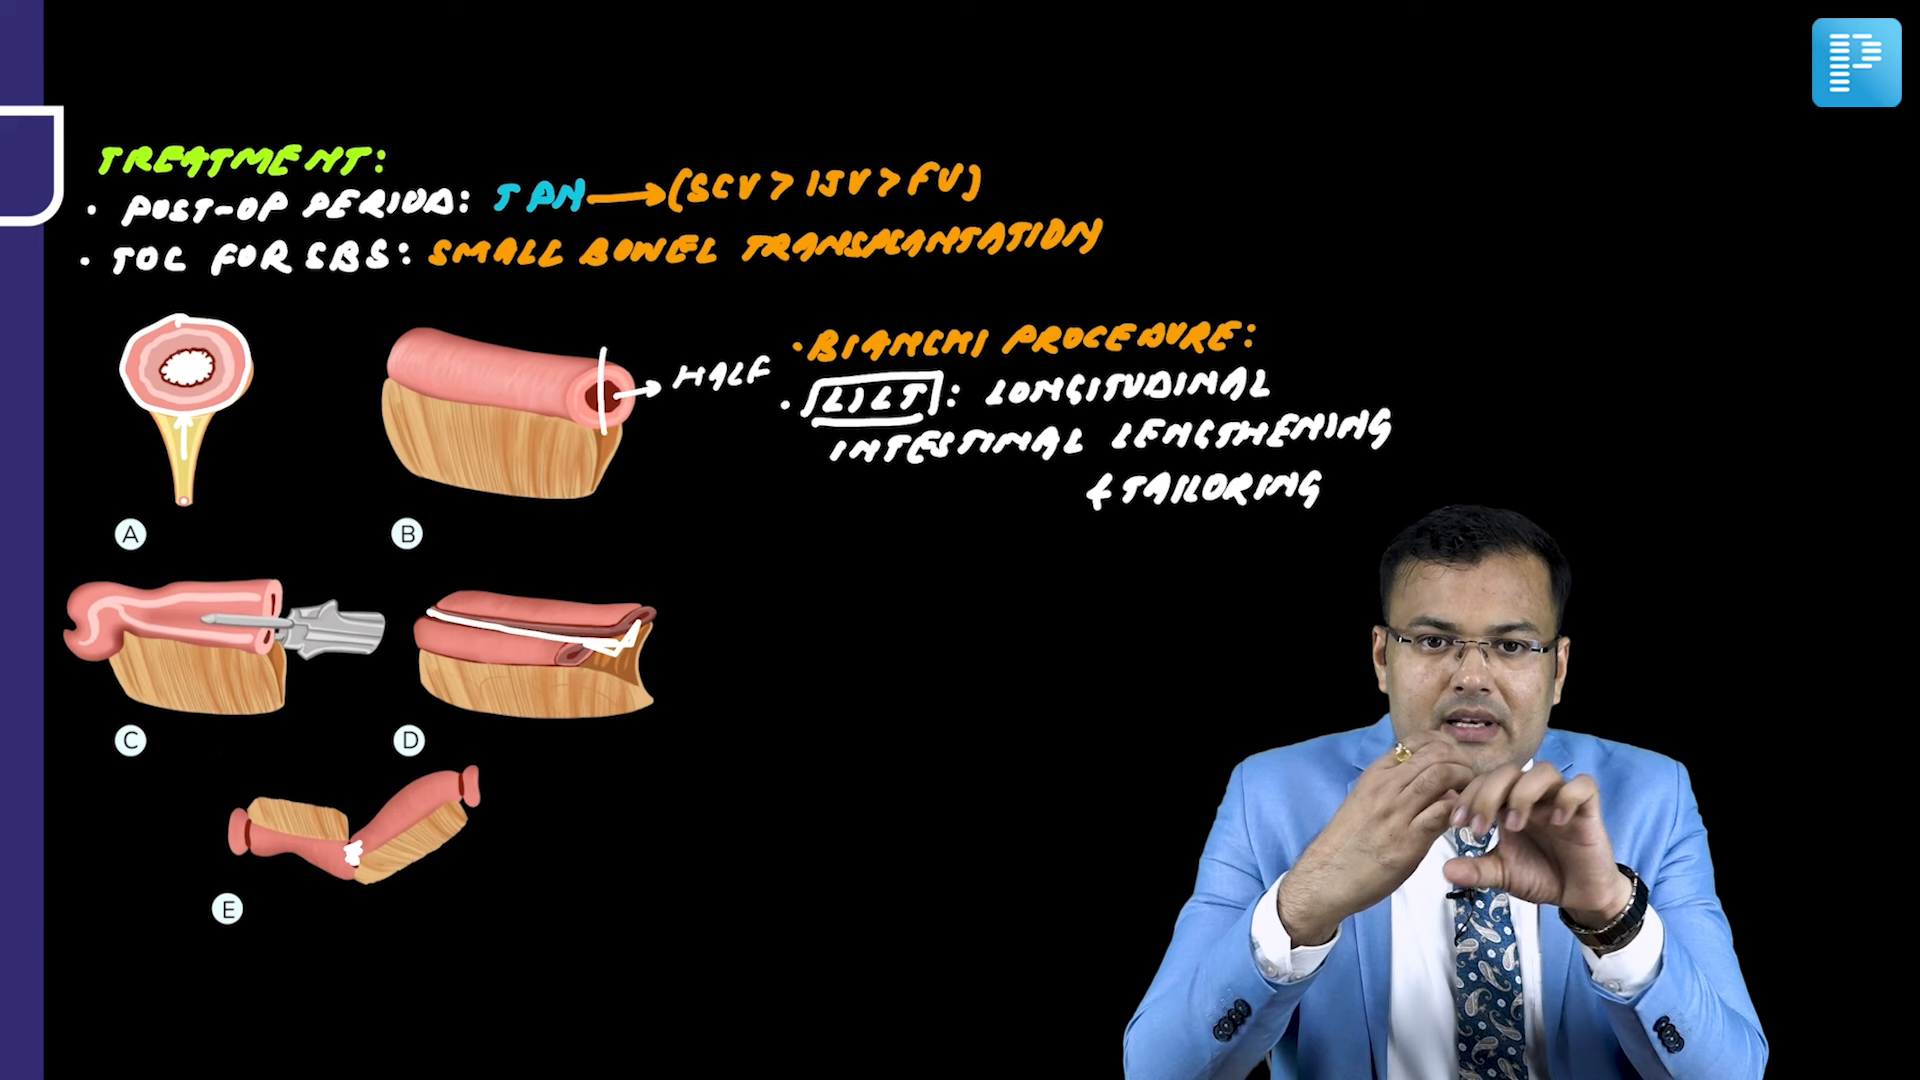 TREATMENT:
• POST-OP PERIOD: TPN → (SCV > IJV > FV)
• TOC FOR SBS: SMALL BOWEL TRANSPLANTATION
• BIANCHI PROCEDURE:
HALF
• LILT: LONGITUDINAL
INTESTINAL LENGTHENING
& TAILORING
A
B
C
D
E